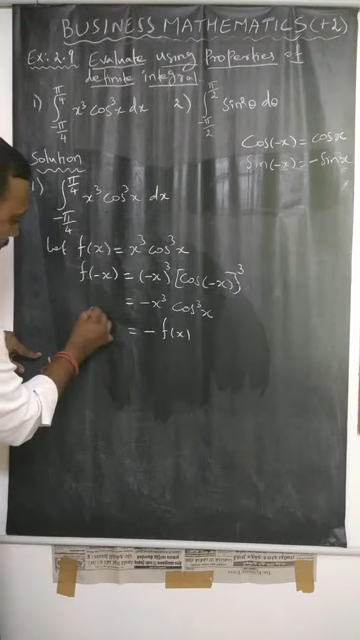 BUSINESS MATHEMATICS (+2)
Ex: 2.9 Evaluate using Properties of
definite integral.
1) ∫_{-π/4}^{π/4} x³ cos³x dx 2) ∫_{-π/2}^{π/2} sin²θ dθ
Cos(-x) = cosx
Sin(-x) = -sin²x
Solution
1) ∫_{-π/4}^{π/4} x³ cos³x dx
Let f(x) = x³ cos³x
f(-x) = (-x)³ [cos(-x)]³
= -x³ cos³x
= - f(x)